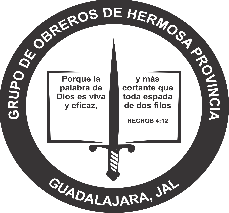 GRUPO DE OBREROS DE HERMOSA PROVINCIA
Porque la
palabra de
Dios es viva
y eficaz,
y más
cortante que
toda espada
de dos filos
HECROB 4:12
GUADALAJARA, JAL